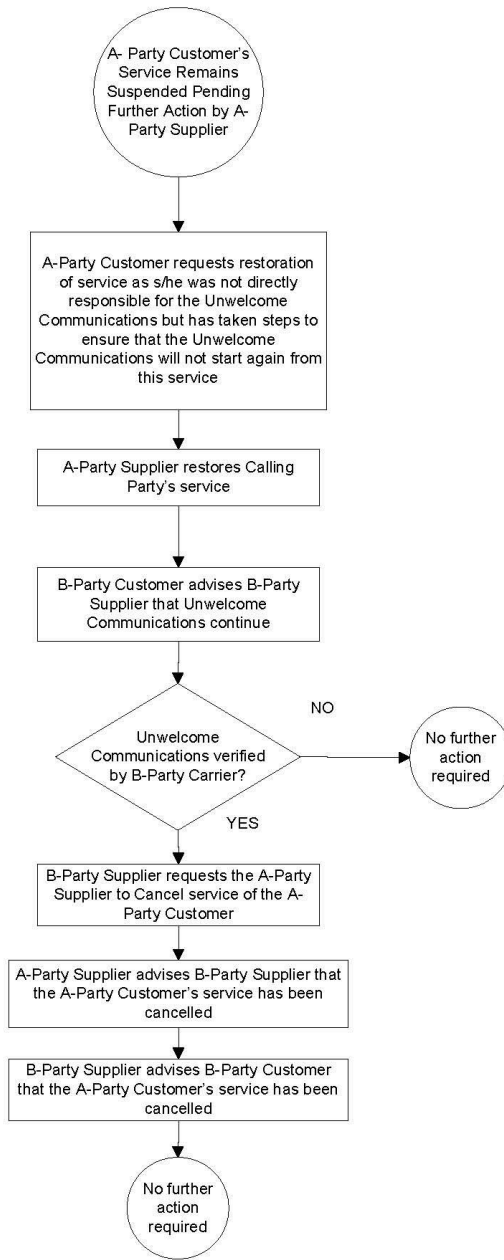 A- Party Customer's
Service Remains
Suspended Pending
Further Action by A-
Party Supplier
A-Party Customer requests restoration
of service as s/he was not directly
responsible for the Unwelcome
Communications but has taken steps to
ensure that the Unwelcome
Communications will not start again from
this service
A-Party Supplier restores Calling
Party's service
B-Party Customer advises B-Party
Supplier that Unwelcome
Communications continue
Unwelcome
Communications verified
by B-Party Carrier?
NO
No further
action
required
YES
B-Party Supplier requests the A-Party
Supplier to Cancel service of the A-
Party Customer
A-Party Supplier advises B-Party Supplier that
the A-Party Customer's service has been
cancelled
B-Party Supplier advises B-Party Customer
that the A-Party Customer's service has been
cancelled
No further
action
required